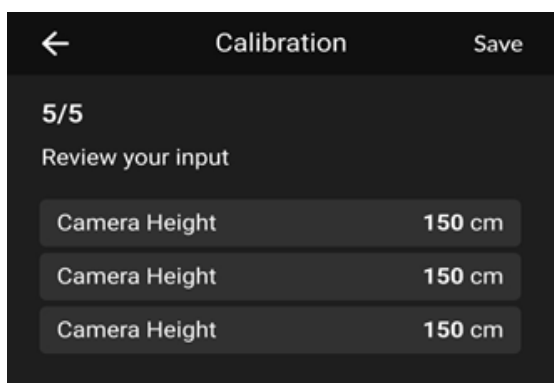 Calibration Save
5/5
Review your input
Camera Height 150 cm
Camera Height 150 cm
Camera Height 150 cm